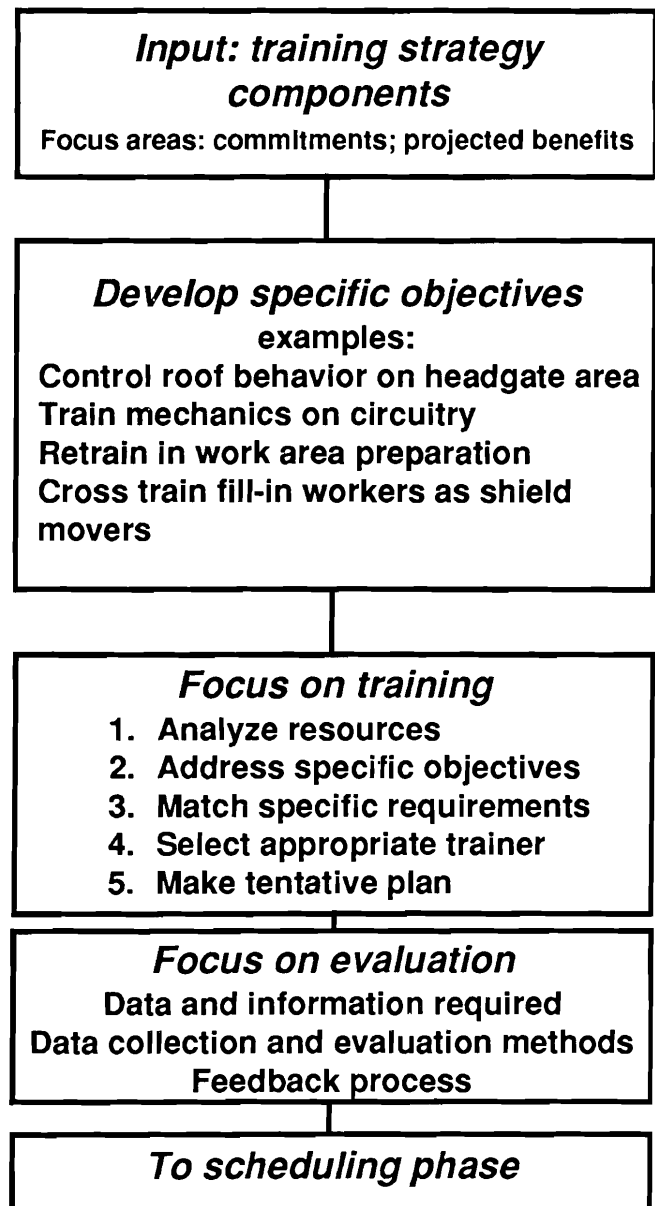 Input: training strategy
components
Focus areas: commitments; projected benefits
Develop specific objectives
examples:
Control roof behavior on headgate area
Train mechanics on circuitry
Retrain in work area preparation
Cross train fill-in workers as shield
movers
Focus on training
1. Analyze resources
2. Address specific objectives
3. Match specific requirements
4. Select appropriate trainer
5. Make tentative plan
Focus on evaluation
Data and information required
Data collection and evaluation methods
Feedback process
To scheduling phase